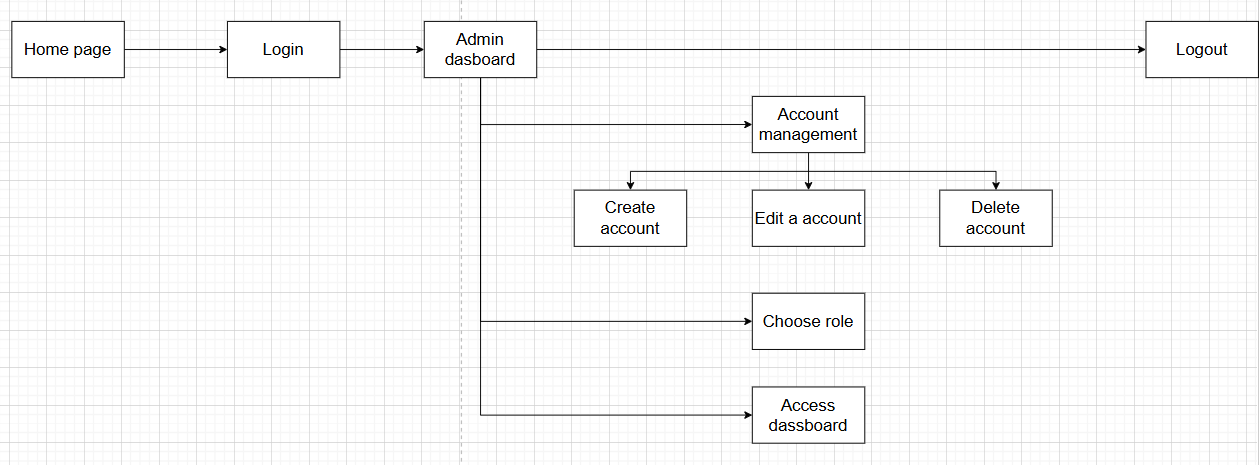 Home page
Login
Admin
dasboard
Logout
Account
management
Create
account
Edit a account
Delete
account
Choose role
Access
dassboard